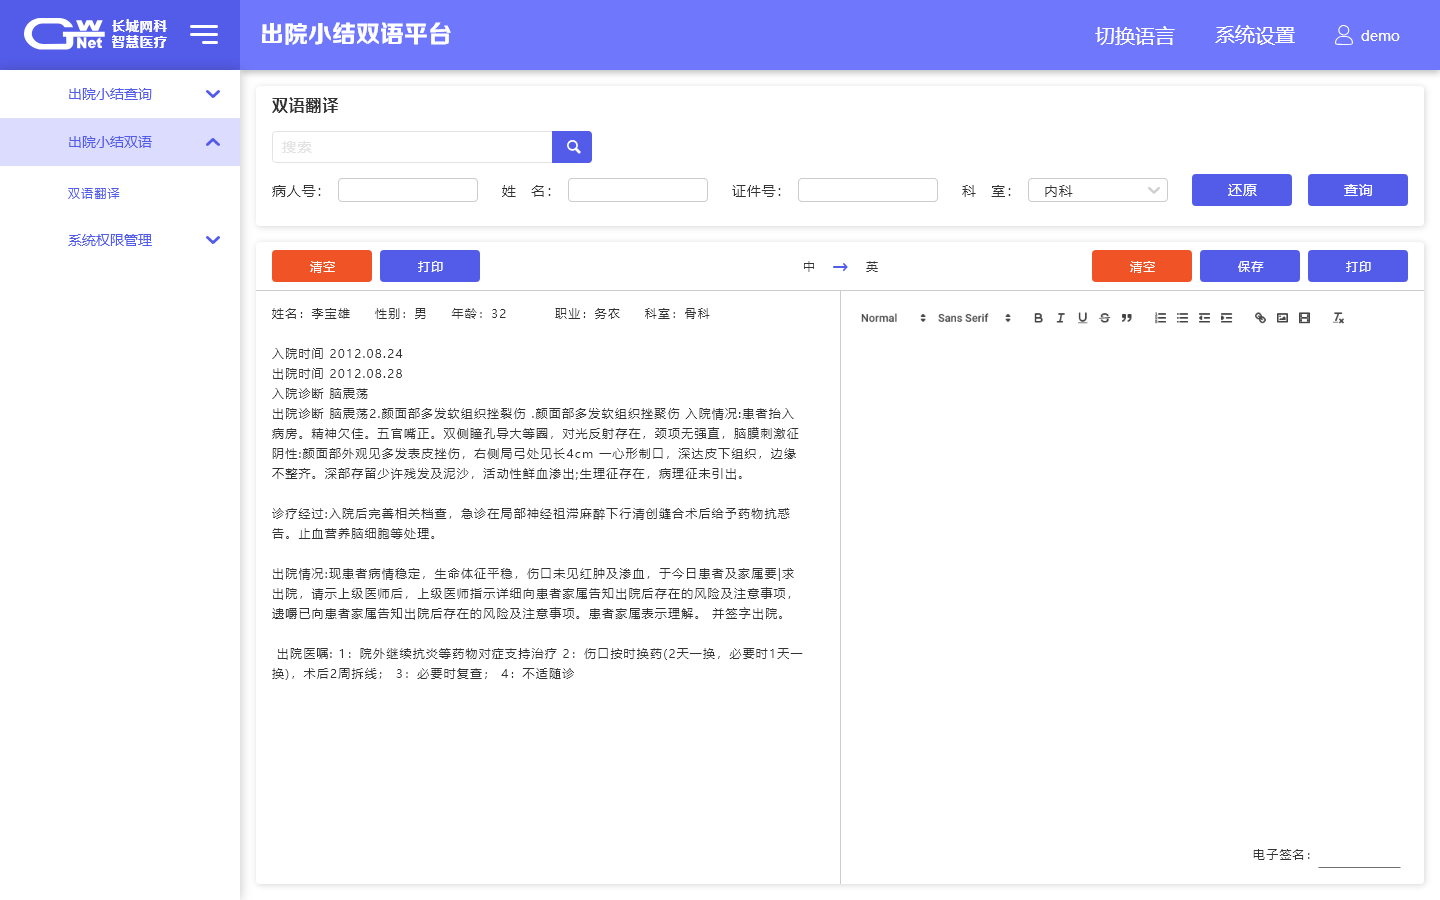 GW Net 长城网科 智慧医疗
出院小结双语平台
切换语言 系统设置 demo
出院小结查询
出院小结双语
双语翻译
系统权限管理
双语翻译
搜索
病人号： 姓 名： 证件号： 科 室： 内科 还原 查询
清空 打印 中 → 英 清空 保存 打印
姓名：李宝雄 性别：男 年龄：32 职业：务农 科室：骨科
Normal Sans Serif
入院时间 2012.08.24
出院时间 2012.08.28
入院诊断 脑震荡
出院诊断 脑震荡2.颜面部多发软组织挫裂伤 .颜面部多发软组织挫聚伤 入院情况:患者抬入
病房。精神欠佳。五官嘴正。双侧瞳孔导大等圆，对光反射存在，颈项无强直，脑膜刺激征
阴性:颜面部外观见多发表皮挫伤，右侧局弓处见长4cm 一心形制口，深达皮下组织，边缘
不整齐。深部存留少许残发及泥沙，活动性鲜血渗出;生理征存在，病理征未引出。
诊疗经过:入院后完善相关档查，急诊在局部神经祖滞麻醉下行清创缝合术后给予药物抗惑
告。止血营养脑细胞等处理。
出院情况:现患者病情稳定，生命体征平稳，伤口未见红肿及渗血，于今日患者及家属要|求
出院，请示上级医师后，上级医师指示详细向患者家属告知出院后存在的风险及注意事项，
遗嚼已向患者家属告知出院后存在的风险及注意事项。患者家属表示理解。 并签字出院。
出院医嘱：1：院外继续抗炎等药物对症支持治疗 2：伤口按时换药(2天一换，必要时1天一
换)，术后2周拆线； 3：必要时复查； 4：不适随诊
电子签名：